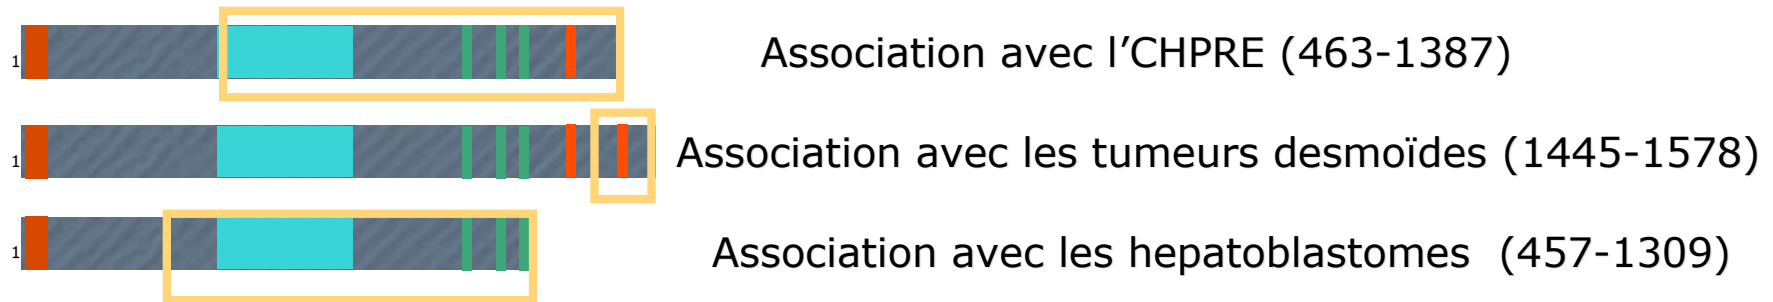 1 Association avec l’CHPRE (463-1387)
1 Association avec les tumeurs desmoïdes (1445-1578)
1 Association avec les hepatoblastomes (457-1309)